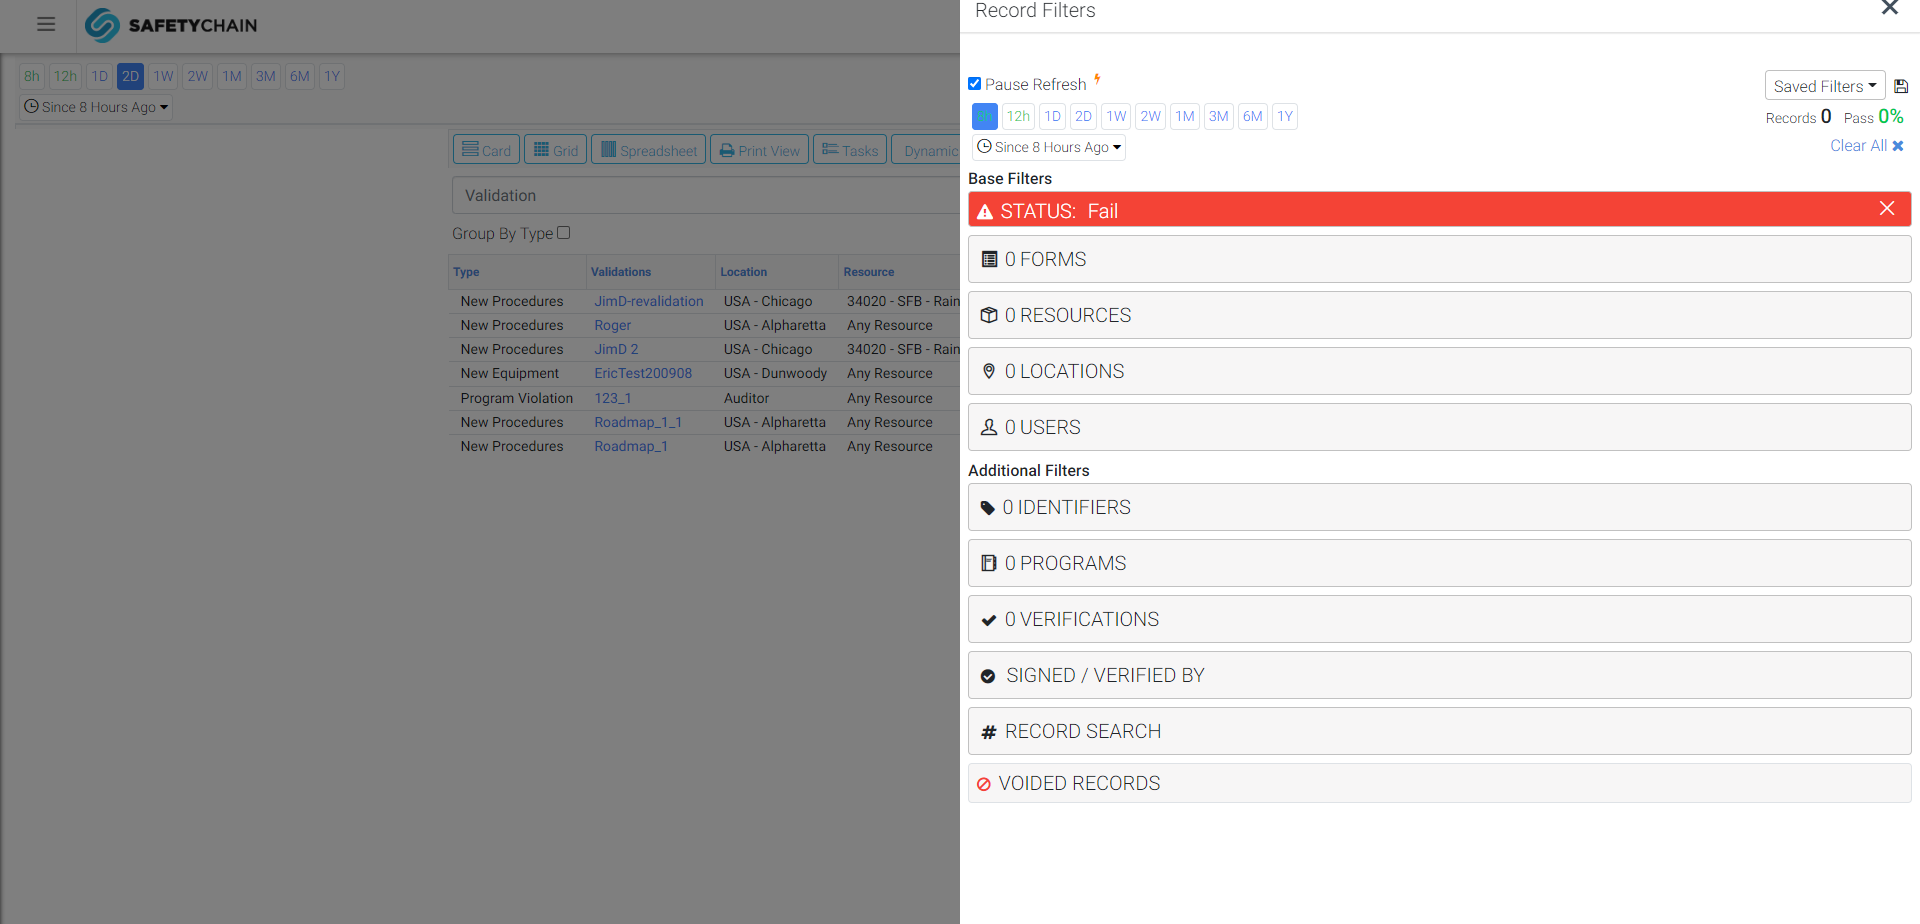 SAFETYCHAIN
8h 12h 1D 2D 1W 2W 1M 3M 6M 1Y
Since 8 Hours Ago
Card Grid Spreadsheet Print View Tasks Dynamic
Validation
Group By Type
Type Validations Location Resource
New Procedures JimD-revalidation USA - Chicago 34020 - SFB - Rain
New Procedures Roger USA - Alpharetta Any Resource
New Procedures JimD 2 USA - Chicago 34020 - SFB - Rain
New Equipment EricTest200908 USA - Dunwoody Any Resource
Program Violation 123_1 Auditor Any Resource
New Procedures Roadmap_1_1 USA - Alpharetta Any Resource
New Procedures Roadmap_1 USA - Alpharetta Any Resource
Record Filters
Pause Refresh
Saved Filters
8h 12h 1D 2D 1W 2W 1M 3M 6M 1Y
Records 0 Pass 0%
Since 8 Hours Ago
Clear All
Base Filters
STATUS: Fail
0 FORMS
0 RESOURCES
0 LOCATIONS
0 USERS
Additional Filters
0 IDENTIFIERS
0 PROGRAMS
0 VERIFICATIONS
SIGNED / VERIFIED BY
RECORD SEARCH
VOIDED RECORDS